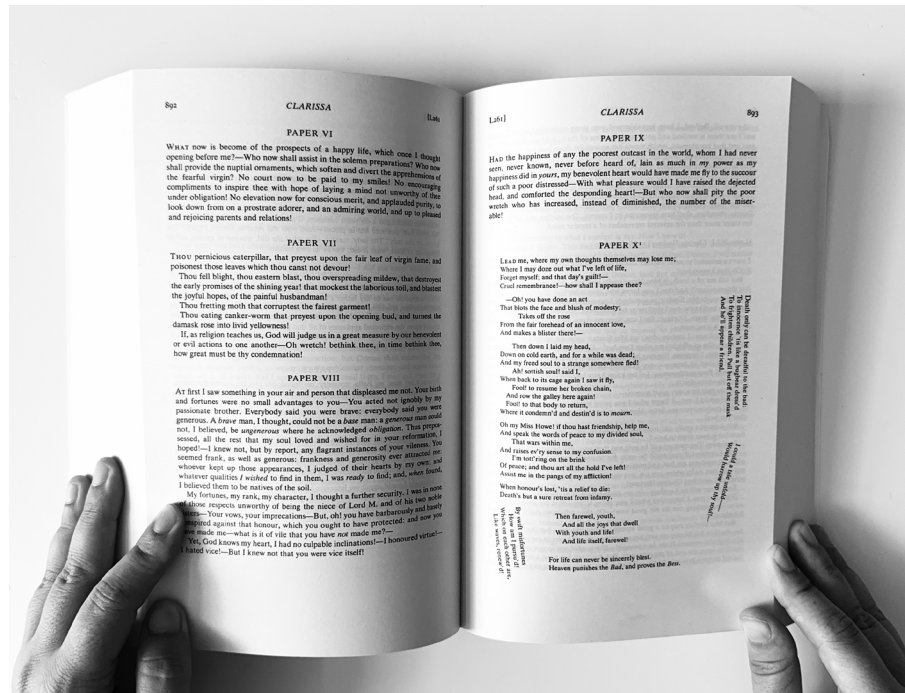 892
CLARISSA
[L261
PAPER VI
WHAT now is become of the prospects of a happy life, which once I thought
opening before me?—Who now shall assist in the solemn preparations? Who now
shall provide the nuptial ornaments, which soften and divert the apprehensions of
the fearful virgin? No court now to be paid to my smiles! No encouraging
compliments to inspire thee with hope of laying a mind not unworthy of thee
under obligation! No elevation now for conscious merit, and applauded purity, to
look down from on a prostrate adorer, and an admiring world, and up to pleased
and rejoicing parents and relations!
PAPER VII
THOU pernicious caterpillar, that preyest upon the fair leaf of virgin fame, and
poisonest those leaves which thou canst not devour!
Thou fell blight, thou eastern blast, thou overspreading mildew, that destroyest
the early promises of the shining year! that mockest the laborious toil, and blastest
the joyful hopes, of the painful husbandman!
Thou fretting moth that corruptest the fairest garment!
Thou eating canker-worm that preyest upon the opening bud, and turnest the
damask rose into livid yellowness!
If, as religion teaches us, God will judge us in a great measure by our benevolent
or evil actions to one another—Oh wretch! bethink thee, in time bethink thee,
how great must be thy condemnation!
PAPER VIII
AT first I saw something in your air and person that displeased me not. Your birth
and fortunes were no small advantages to you—You acted not ignobly by my
passionate brother. Everybody said you were brave: everybody said you were
generous. A brave man, I thought, could not be a base man: a generous man could
not, I believed, be ungenerous where he acknowledged obligation. Thus prepos-
sessed, all the rest that my soul loved and wished for in your reformation, I
hoped!—I knew not, but by report, any flagrant instances of your vileness. You
seemed frank, as well as generous: frankness and generosity ever attracted me:
whoever kept up those appearances, I judged of their hearts by my own; and
whatever qualities I wished to find in them, I was ready to find; and, when found,
I believed them to be natives of the soil.
My fortunes, my rank, my character, I thought a further security. I was in none
of those respects unworthy of being the niece of Lord M. and of his two noble
sisters—Your vows, your imprecations—But, oh! you have barbarously and basely
conspired against that honour, which you ought to have protected: and now you
have made me—what is it of vile that you have not made me?—
Yet, God knows my heart, I had no culpable inclinations!—I honoured virtue!—
I hated vice!—But I knew not that you were vice itself!
L261]
CLARISSA
893
PAPER IX
HAD the happiness of any the poorest outcast in the world, whom I had never
seen, never known, never before heard of, lain as much in my power as my
happiness did in yours, my benevolent heart would have made me fly to the succour
of such a poor distressed—With what pleasure would I have raised the dejected
head, and comforted the desponding heart!—But who now shall pity the poor
wretch who has increased, instead of diminished, the number of the miser-
able!
PAPER X¹
LEAD me, where my own thoughts themselves may lose me;
Where I may doze out what I've left of life,
Forget myself; and that day's guilt!—
Cruel remembrance!—how shall I appease thee?
—Oh! you have done an act
That blots the face and blush of modesty;
Takes off the rose
From the fair forehead of an innocent love,
And makes a blister there!—
Then down I laid my head,
Down on cold earth, and for a while was dead;
And my freed soul to a strange somewhere fled!
Ah! sottish soul! said I,
When back to its cage again I saw it fly,
Fool! to resume her broken chain,
And row the galley here again!
Fool! to that body to return,
Where it condemn'd and destin'd is to mourn.
Oh my Miss Howe! if thou hast friendship, help me,
And speak the words of peace to my divided soul,
That wars within me,
And raises ev'ry sense to my confusion.
I'm tott'ring on the brink
Of peace; and thou art all the hold I've left!
Assist me in the pangs of my affliction!
When honour's lost, 'tis a relief to die:
Death's but a sure retreat from infamy.
Then farewel, youth,
And all the joys that dwell
With youth and life!
And life itself, farewell!
For life can never be sincerely blest.
Heaven punishes the Bad, and proves the Best.
Death only can be dreadful to the bad:
To innocence 'tis like a bugbear dress'd
To frighten children. Pull but off the mask
And he'll appear a friend.
I could a tale unfold—
Would harrow up thy soul!—
By swift misfortunes
How am I pursu'd!
Which on each other are,
Like waves, renew'd!